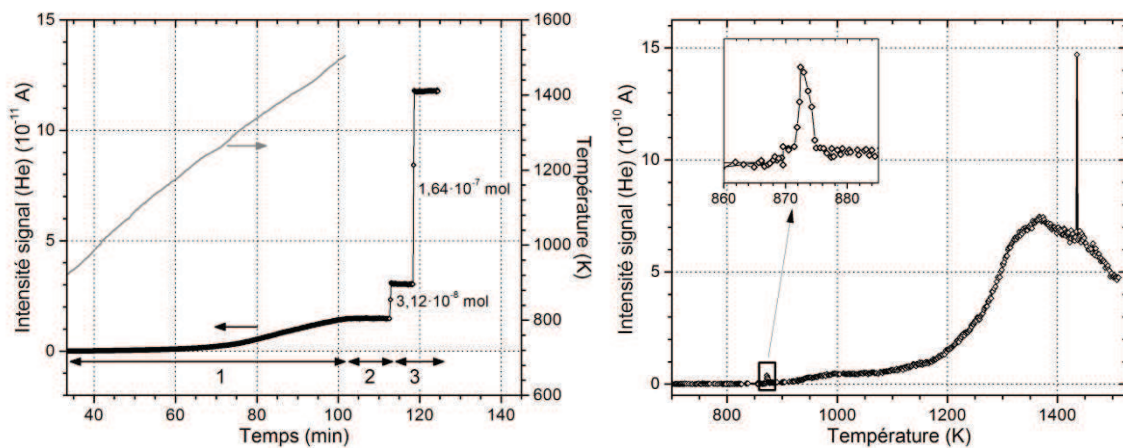 Intensité signal (He) (10⁻¹¹ A)
15
10
5
0
1600
1400
1200
1000
800
600
Température (K)
1,64·10⁻⁷ mol
3,12·10⁻⁸ mol
1 2 3
40 60 80 100 120 140
Temps (min)
Intensité signal (He) (10⁻¹⁰ A)
15
10
5
0
860 870 880
800 1000 1200 1400
Température (K)